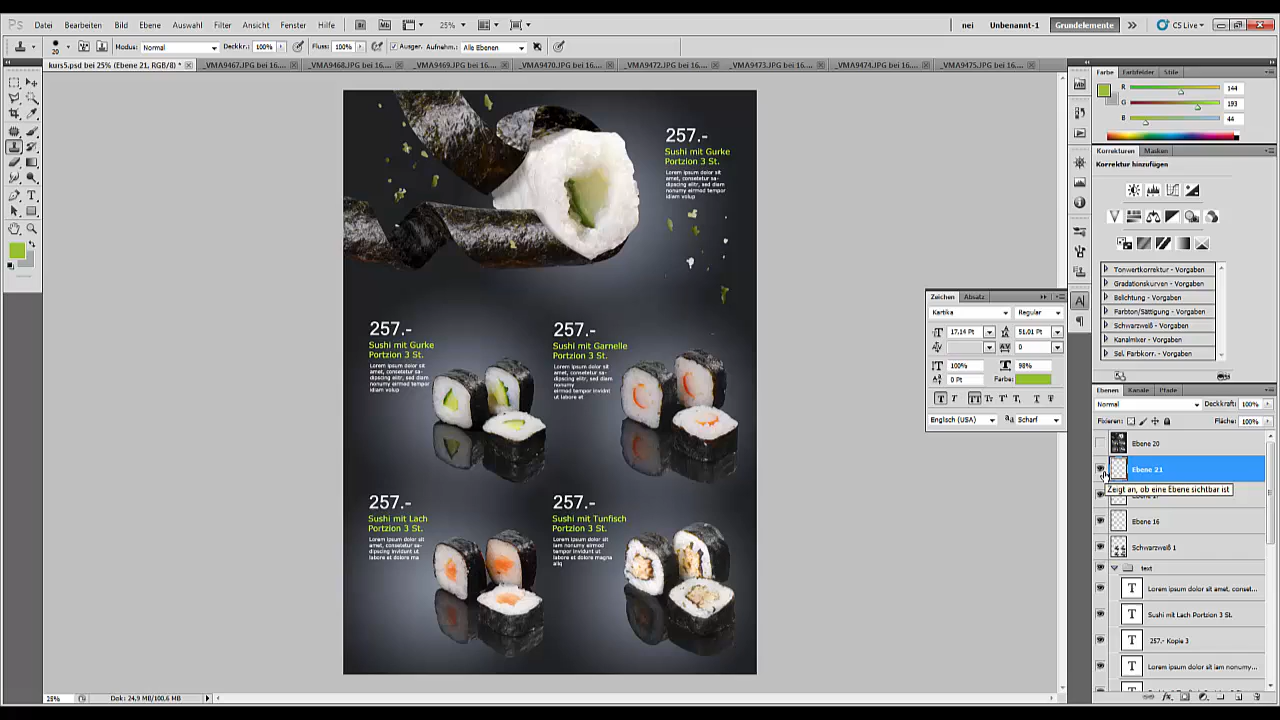 Ps Datei Bearbeiten Bild Ebene Auswahl Filter Ansicht Fenster Hilfe Br Mb 25% nei Unbenannt-1 Grundelemente CS Live
20 Modus: Normal Deckkr.: 100% Fluss: 100% Ausger. Aufnehm.: Alle Ebenen
kurs5.psd bei 25% (Ebene 21, RGB/8) * _VMA9467.JPG bei 16.... _VMA9468.JPG bei 16.... _VMA9469.JPG bei 16.... _VMA9470.JPG bei 16.... _VMA9472.JPG bei 16.... _VMA9473.JPG bei 16.... _VMA9474.JPG bei 16.... _VMA9475.JPG bei 16....
257.-
Sushi mit Gurke
Portzion 3 St.
Lorem ipsum dolor sit
amet, consetetur sa-
dipscing elitr, sed diam
nonumy eirmod tempor
invidunt ut
257.-
Sushi mit Gurke
Portzion 3 St.
257.-
Sushi mit Garnelle
Portzion 3 St.
257.-
Sushi mit Lach
Portzion 3 St.
257.-
Sushi mit Tunfisch
Portzion 3 St.
Zeichen Absatz
Kartika Regular
17,14 Pt 51,01 Pt
0
100% 98%
0 Pt Farbe:
Englisch (USA) Scharf
Farbe Farbfelder Stile
R 144
G 193
B 44
Korrekturen Masken
Korrektur hinzufügen
Tonwertkorrektur - Vorgaben
Gradationskurven - Vorgaben
Belichtung - Vorgaben
Farbton/Sättigung - Vorgaben
Schwarzweiß - Vorgaben
Kanalmixer - Vorgaben
Sel. Farbkorr. - Vorgaben
Ebenen Kanäle Pfade
Normal Deckkraft: 100%
Fixieren: Fläche: 100%
Ebene 20
Ebene 21
Zeigt an, ob eine Ebene sichtbar ist
Ebene 16
Schwarzweiß 1
text
Lorem ipsum dolor sit amet, conset...
Sushi mit Lach Portzion 3 St.
257.- Kopie 3
Lorem ipsum dolor sit iam nonumy...
25% Dok: 24,9 MB/100,6 MB